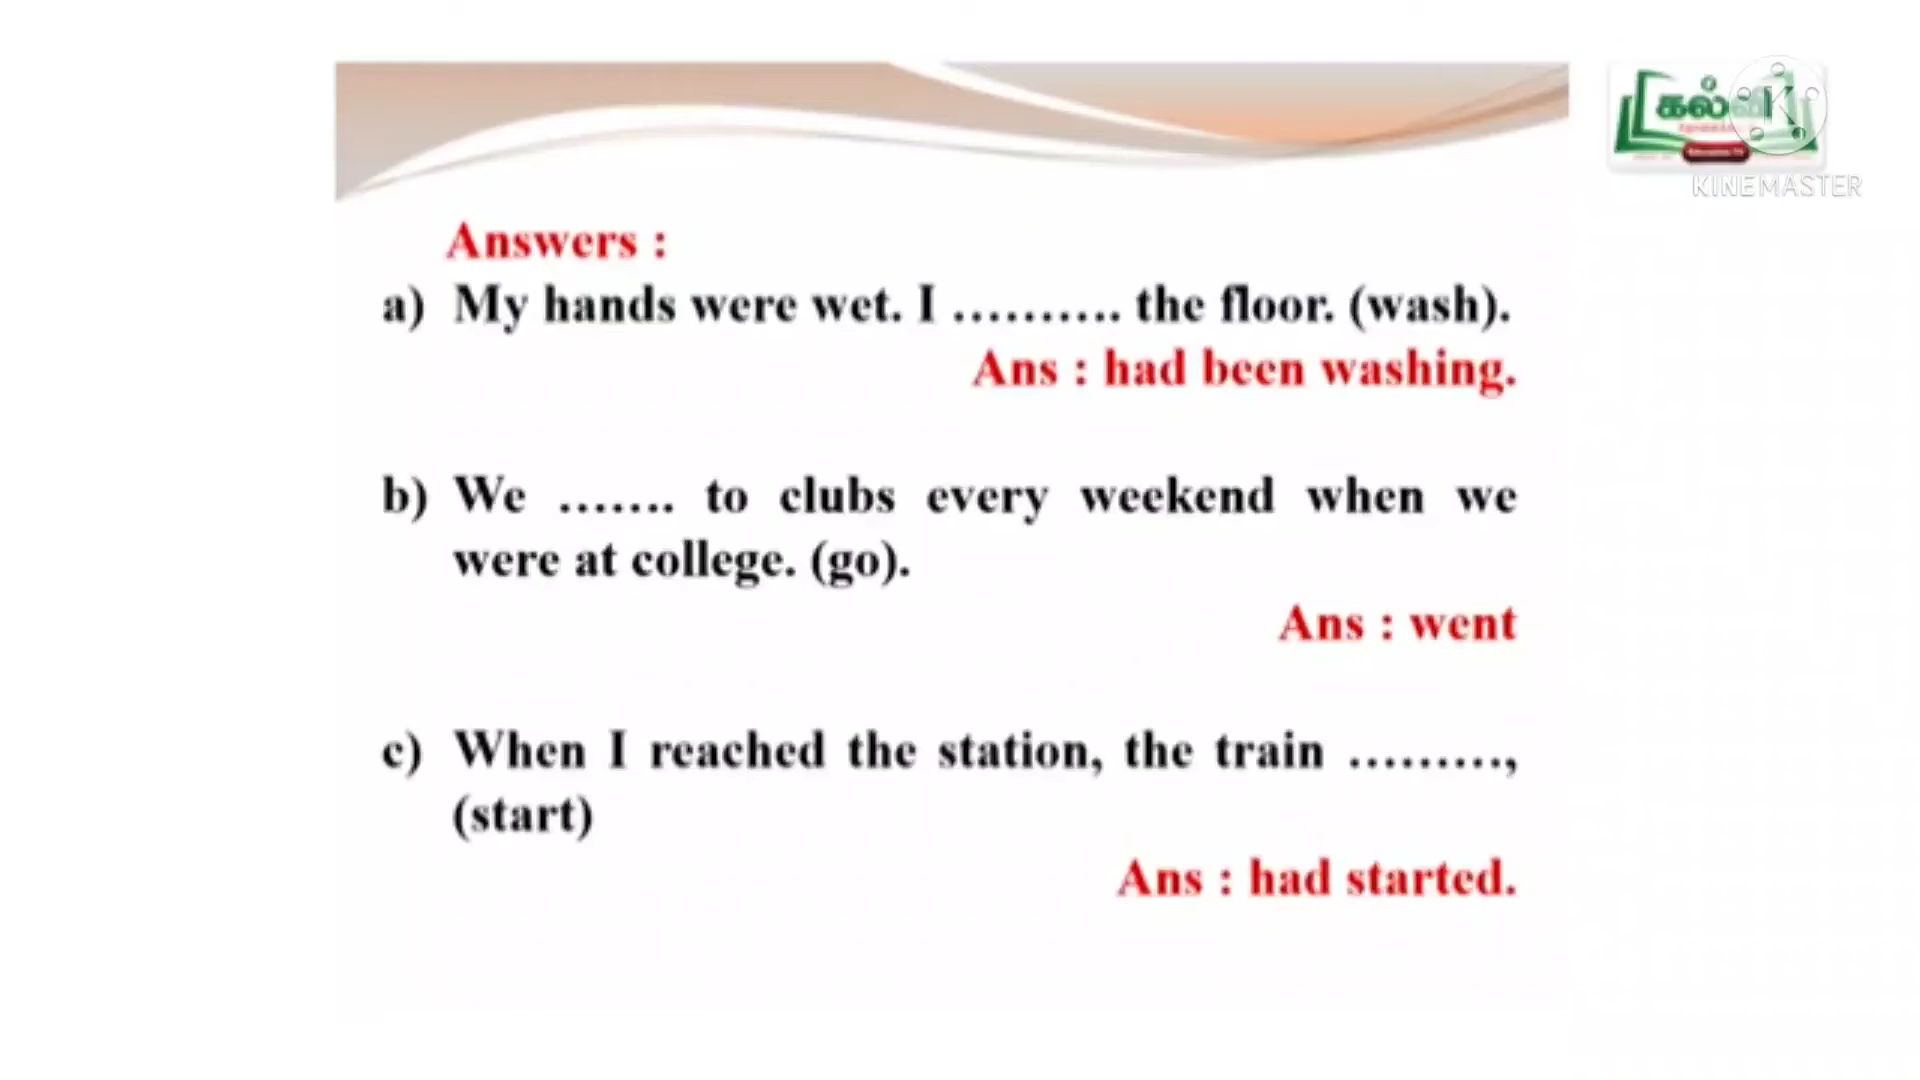 கல்வி
KINEMASTER
Answers :
a) My hands were wet. I .......... the floor. (wash).
Ans : had been washing.
b) We ....... to clubs every weekend when we
were at college. (go).
Ans : went
c) When I reached the station, the train ........., 
(start)
Ans : had started.